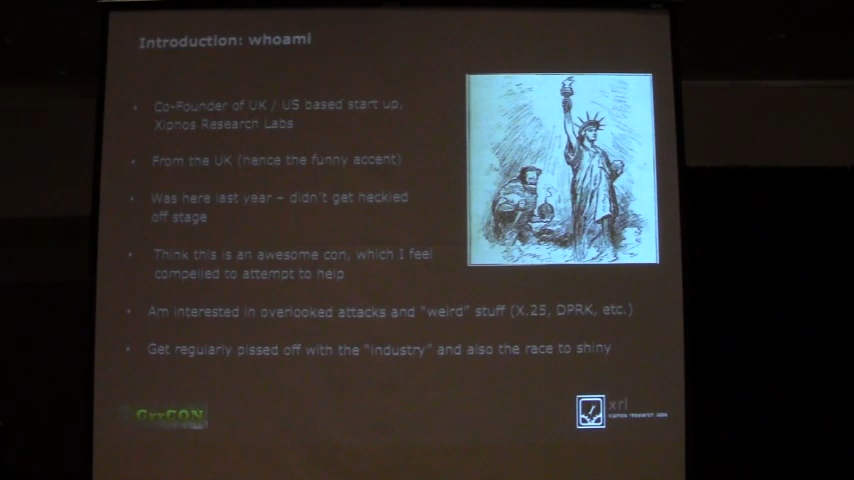 Introduction: whoami
• Co-Founder of UK / US based start up,
Xiphos Research Labs
• From the UK (hence the funny accent)
• Was here last year – didn't get heckled
off stage
• Think this is an awesome con, which I feel
compelled to attempt to help
• Am interested in overlooked attacks and "weird" stuff (X.25, DPRK, etc.)
• Get regularly pissed off with the "industry" and also the race to shiny
GrrCON
xrl
xiphos research labs